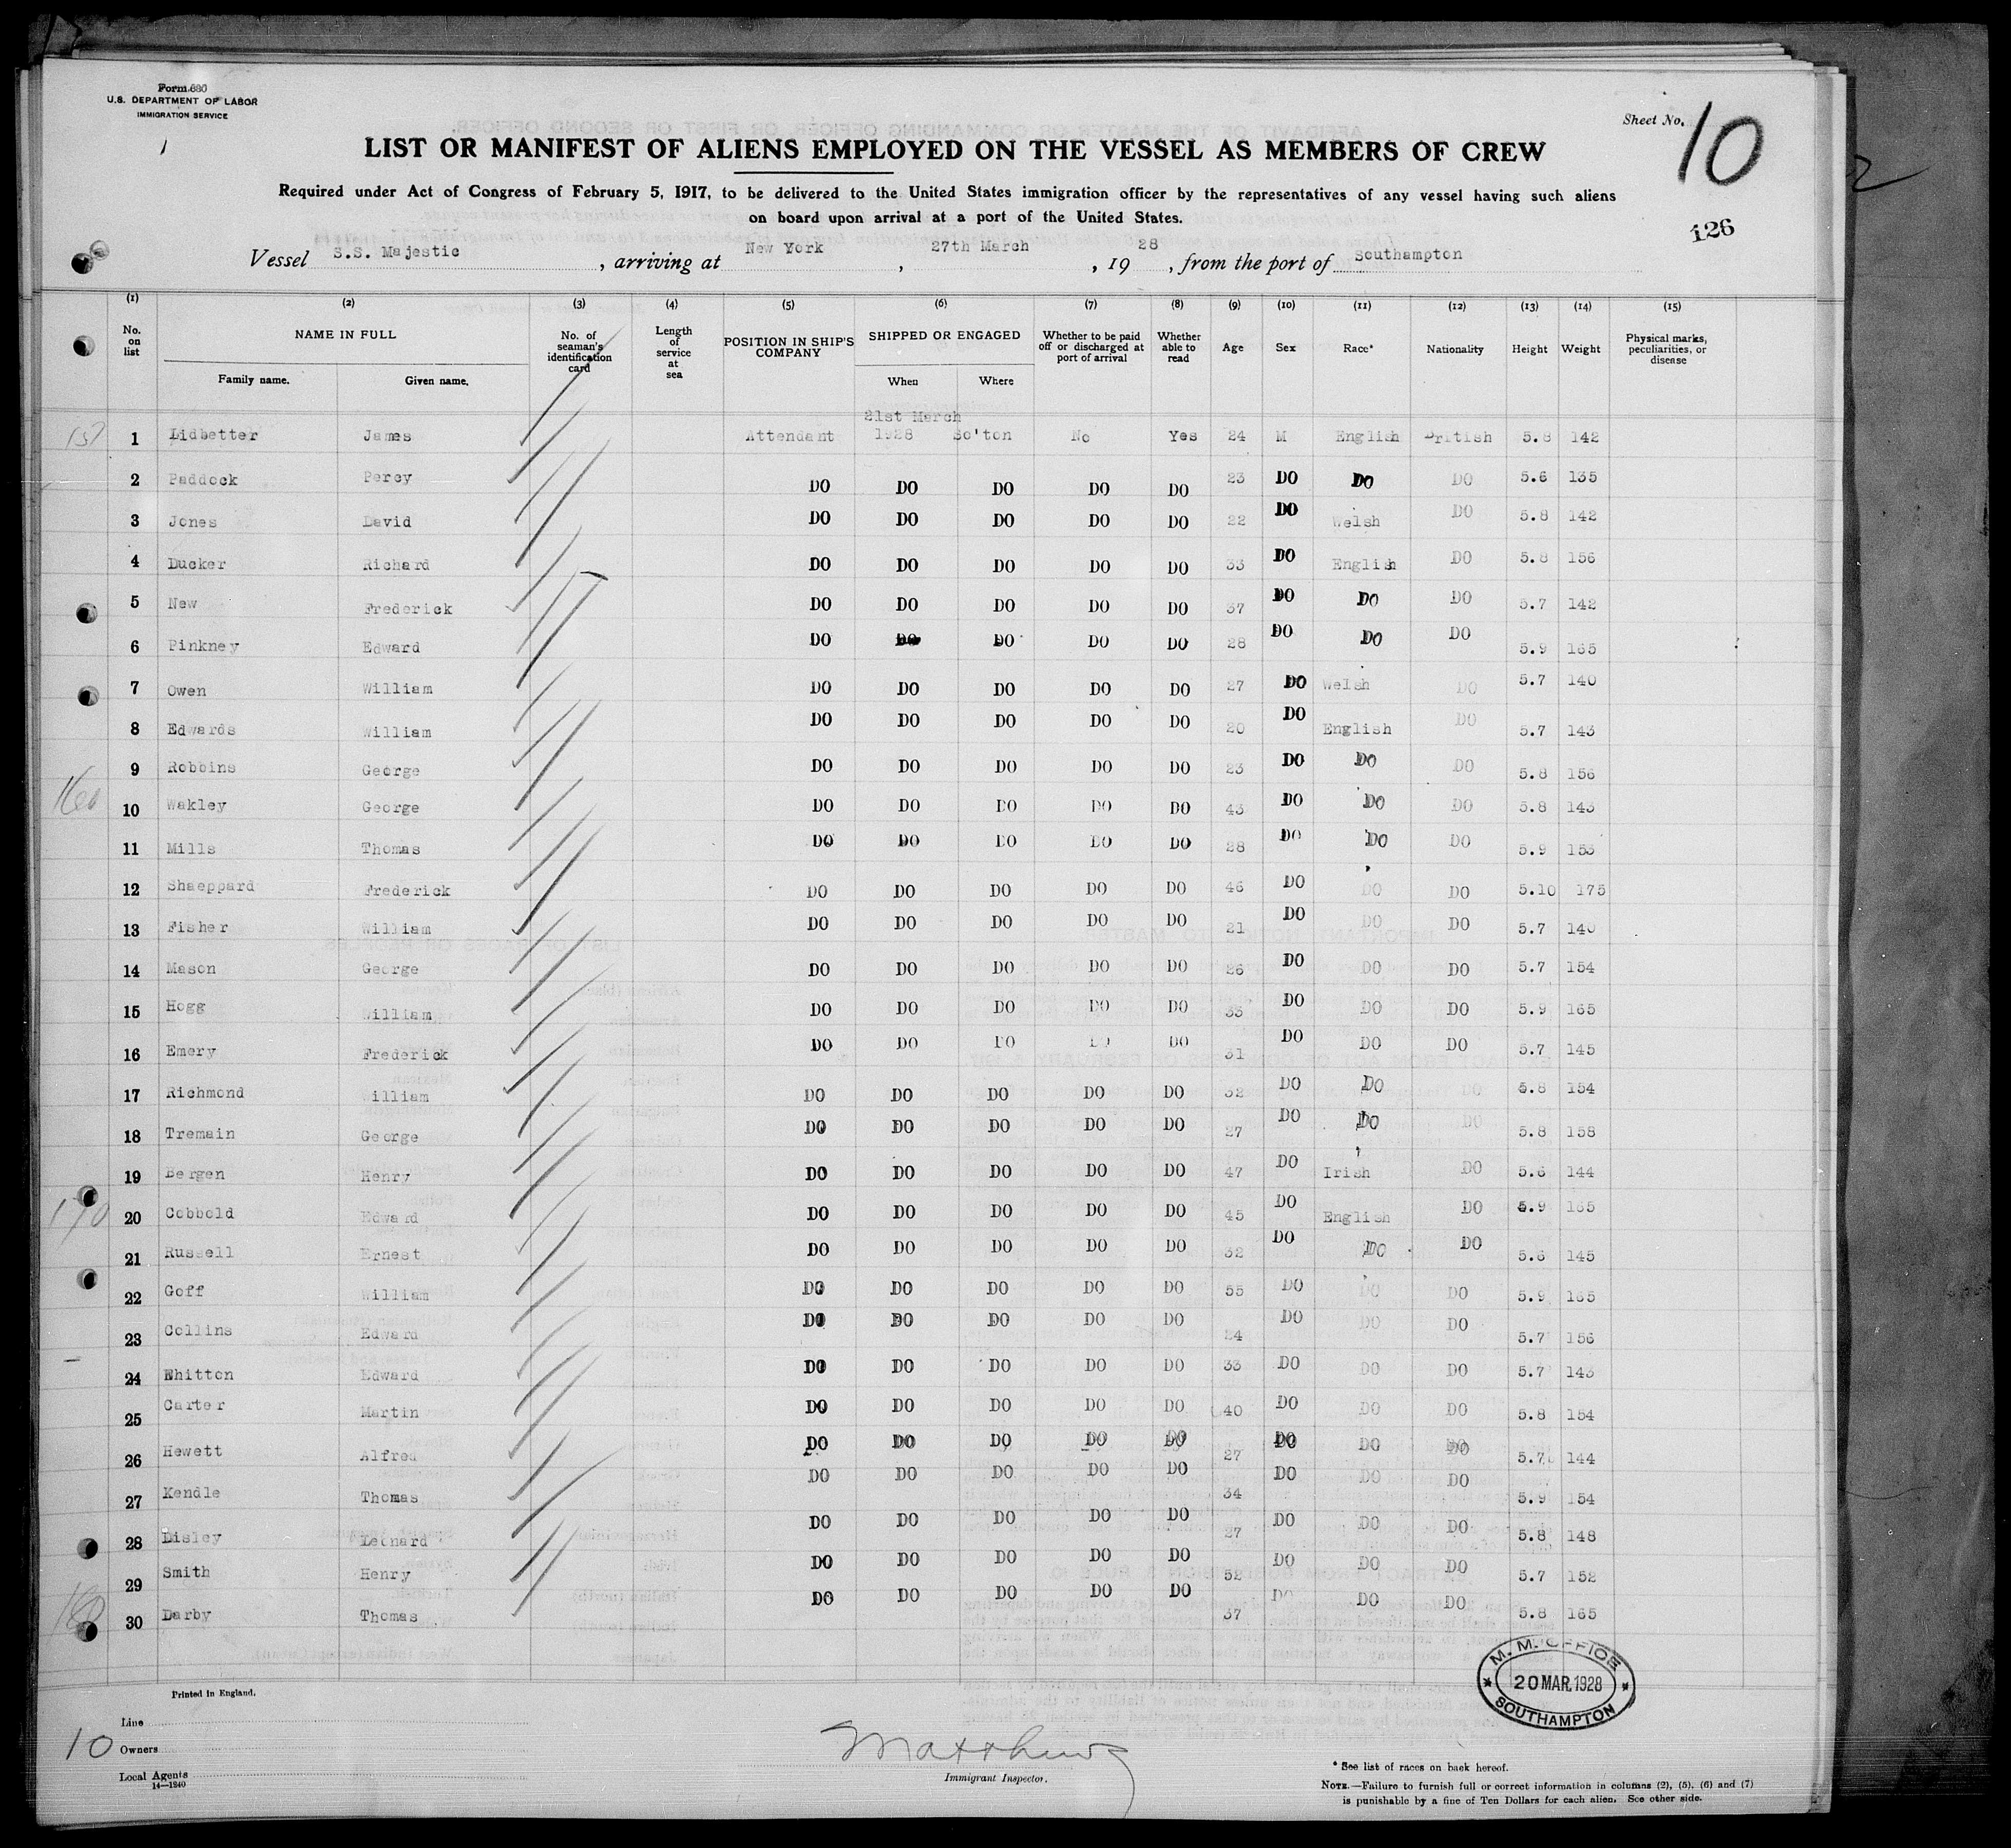 Form 680
U.S. DEPARTMENT OF LABOR
IMMIGRATION SERVICE
Sheet No. 10
LIST OR MANIFEST OF ALIENS EMPLOYED ON THE VESSEL AS MEMBERS OF CREW
Required under Act of Congress of February 5, 1917, to be delivered to the United States immigration officer by the representatives of any vessel having such aliens
on board upon arrival at a port of the United States.
126
Vessel S.S. Majestic, arriving at New York, 27th March, 1928, from the port of Southampton
(1) (2) (3) (4) (5) (6) (7) (8) (9) (10) (11) (12) (13) (14) (15)
No. on list NAME IN FULL Family name. Given name. No. of seaman's identification card Length of service at sea POSITION IN SHIP'S COMPANY SHIPPED OR ENGAGED When Where Whether to be paid off or discharged at port of arrival Whether able to read Age Sex Race* Nationality Height Weight Physical marks, peculiarities, or disease
21st March
157 1 Lidbetter James Attendant 1928 So'ton No Yes 24 M English British 5.8 142
2 Paddock Percy DO DO DO DO DO 23 DO DO DO 5.6 135
3 Jones David DO DO DO DO DO 22 DO Welsh DO 5.8 142
4 Ducker Richard DO DO DO DO DO 33 DO English DO 5.8 156
5 New Frederick DO DO DO DO DO 37 DO DO DO 5.7 142
6 Pinkney Edward DO DO DO DO DO 28 DO DO DO 5.9 165
7 Owen William DO DO DO DO DO 27 DO Welsh DO 5.7 140
8 Edwards William DO DO DO DO DO 20 DO English DO 5.7 143
9 Robbins George DO DO DO DO DO 23 DO DO DO 5.8 156
160 10 Wakley George DO DO DO DO DO 43 DO DO DO 5.8 143
11 Mills Thomas DO DO DO DO DO 28 DO DO DO 5.9 153
12 Shaeppard Frederick DO DO DO DO DO 46 DO DO DO 5.10 175
13 Fisher William DO DO DO DO DO 21 DO DO DO 5.7 140
14 Mason George DO DO DO DO DO 26 DO DO DO 5.7 154
15 Hogg William DO DO DO DO DO 33 DO DO DO 5.9 165
16 Emery Frederick DO DO DO DO DO 31 DO DO DO 5.7 145
17 Richmond William DO DO DO DO DO 32 DO DO DO 5.8 154
18 Tremain George DO DO DO DO DO 27 DO DO DO 5.8 158
19 Bergen Henry DO DO DO DO DO 47 DO Irish DO 5.6 144
170 20 Cobbold Edward DO DO DO DO DO 45 DO English DO 5.9 165
21 Russell Ernest DO DO DO DO DO 32 DO DO DO 5.6 145
22 Goff William DO DO DO DO DO 55 DO DO DO 5.9 165
23 Collins Edward DO DO DO DO DO 24 DO DO DO 5.7 156
24 Whitton Edward DO DO DO DO DO 33 DO DO DO 5.7 143
25 Carter Martin DO DO DO DO DO 40 DO DO DO 5.8 154
26 Hewett Alfred DO DO DO DO DO 27 DO DO DO 5.7 144
27 Kendle Thomas DO DO DO DO DO 34 DO DO DO 5.9 154
28 Disley Leonard DO DO DO DO DO 27 DO DO DO 5.8 148
29 Smith Henry DO DO DO DO DO 52 DO DO DO 5.7 152
180 30 Darby Thomas DO DO DO DO DO 37 DO DO DO 5.8 165
M. M. OFFICE
20 MAR. 1928
SOUTHAMPTON
Printed in England.
Line
10 Owners
Local Agents
14—1240
Matthews
Immigrant Inspector.
* See list of races on back hereof.
NOTE.—Failure to furnish full or correct information in columns (2), (5), (6) and (7)
is punishable by a fine of Ten Dollars for each alien. See other side.